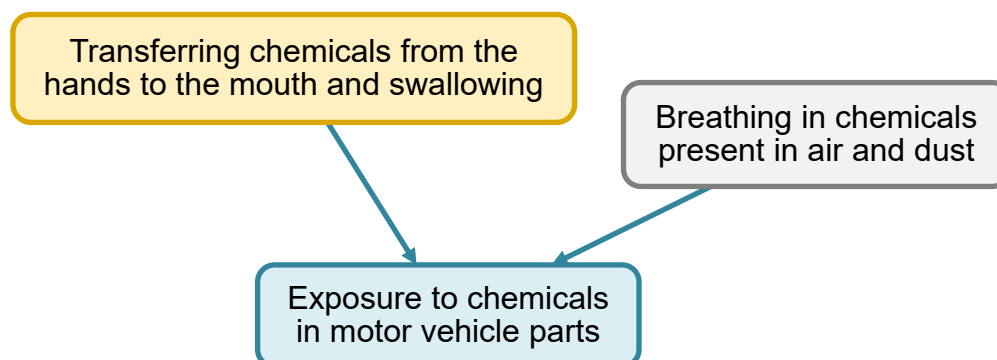 Transferring chemicals from the
hands to the mouth and swallowing
Breathing in chemicals
present in air and dust
Exposure to chemicals
in motor vehicle parts